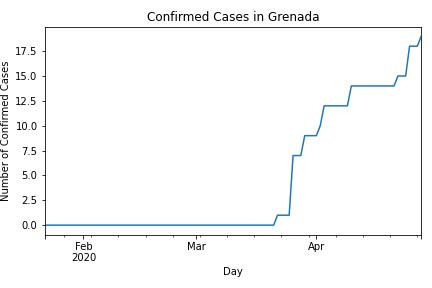 Confirmed Cases in Grenada
Number of Confirmed Cases
17.5
15.0
12.5
10.0
7.5
5.0
2.5
0.0
Feb
2020
Mar
Apr
Day